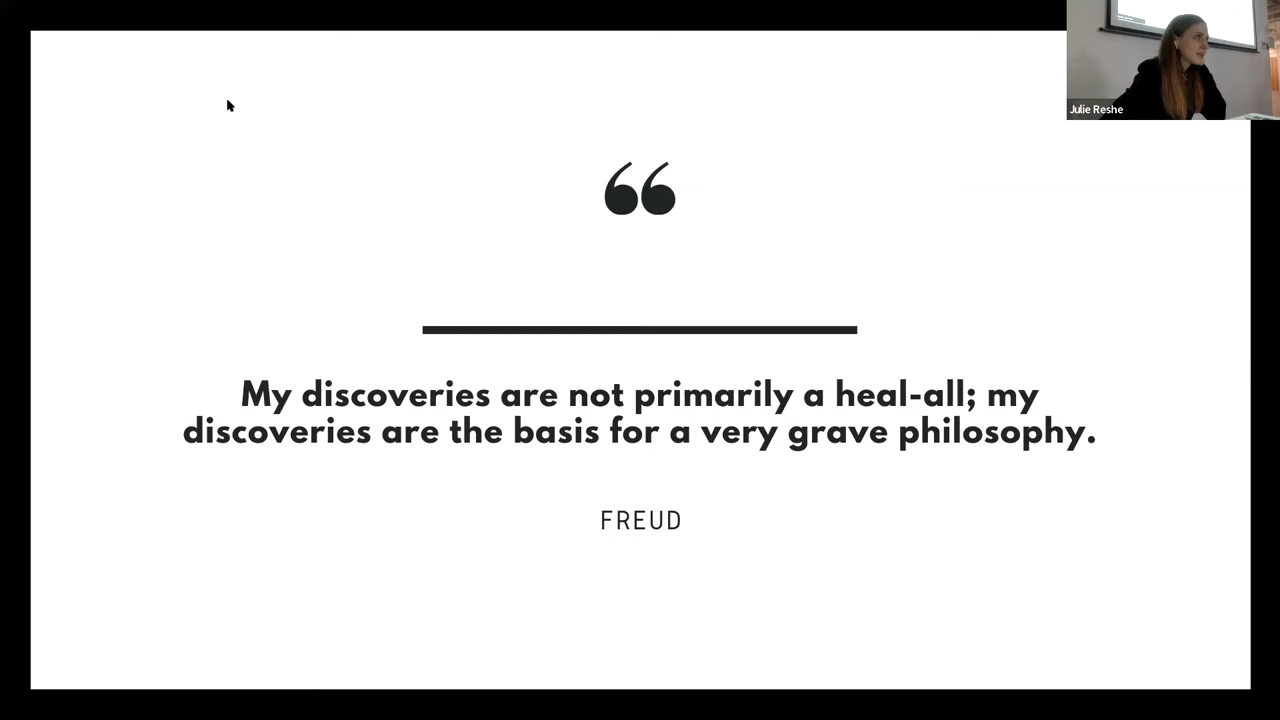 Julie Reshe
“
My discoveries are not primarily a heal-all; my
discoveries are the basis for a very grave philosophy.
FREUD